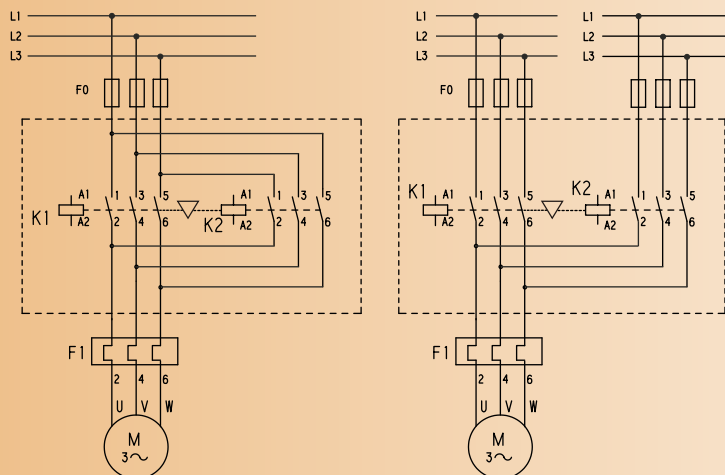 L1 L1 L1
L2 L2 L2
L3 L3 L3
F0 F0
K1 A1 1 3 5 A1 1 3 5 K1 A1 1 3 5 K2 A1 1 3 5
A2 2 4 6 K2 A2 2 4 6 A2 2 4 6 A2 2 4 6
F1 F1
2 4 6 2 4 6
U V W U V W
M M
3~ 3~